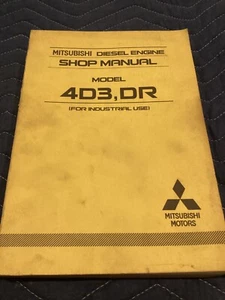 MITSUBISHI DIESEL ENGINE
SHOP MANUAL
MODEL
4D3,DR
(FOR INDUSTRIAL USE)
MITSUBISHI
MOTORS